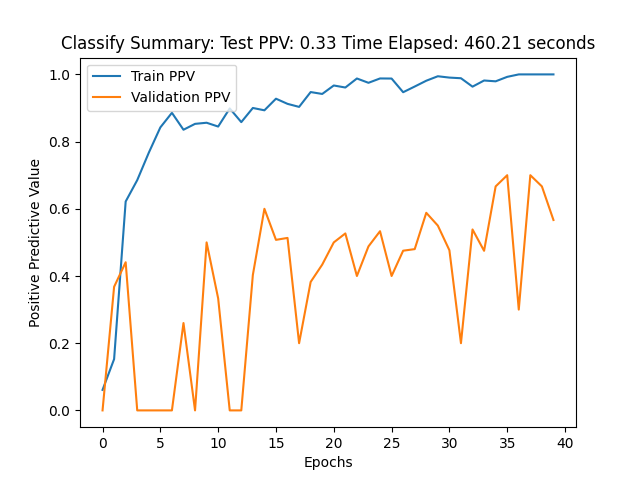 Classify Summary: Test PPV: 0.33 Time Elapsed: 460.21 seconds
Train PPV
Validation PPV
Positive Predictive Value
1.0
0.8
0.6
0.4
0.2
0.0
0 5 10 15 20 25 30 35 40
Epochs